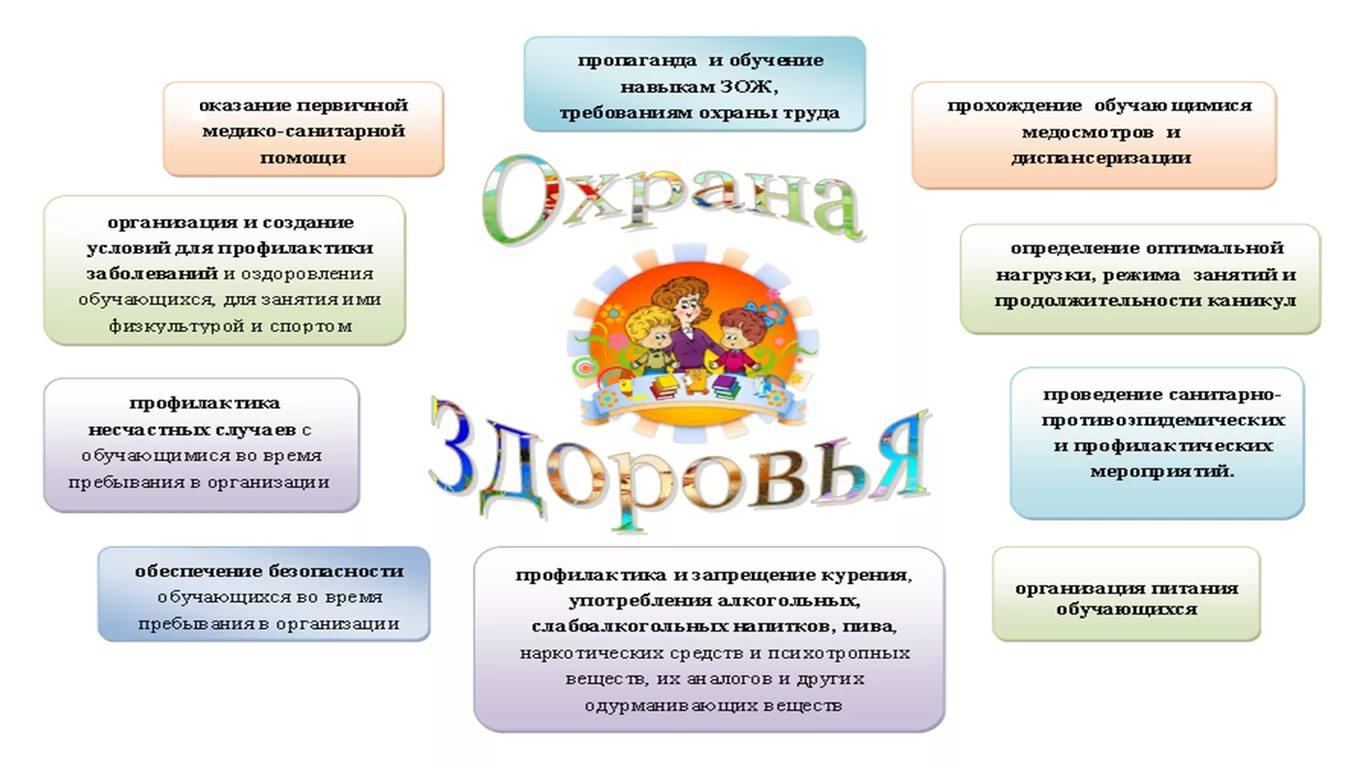 пропаганда и обучение
навыкам ЗОЖ,
требованиям охраны труда
оказание первичной
медико-санитарной
помощи
прохождение обучающимися
медосмотров и
диспансеризации
Охрана
организация и создание
условий для профилактики
заболеваний и оздоровления
обучающихся, для занятия ими
физкультурой и спортом
определение оптимальной
нагрузки, режима занятий и
продолжительности каникул
профилактика
несчастных случаев с
обучающимися во время
пребывания в организации
проведение санитарно-
противоэпидемических
и профилактических
мероприятий.
Здоровья
обеспечение безопасности
обучающихся во время
пребывания в организации
профилактика и запрещение курения,
употребления алкогольных,
слабоалкогольных напитков, пива,
наркотических средств и психотропных
веществ, их аналогов и других
одурманивающих веществ
организация питания
обучающихся